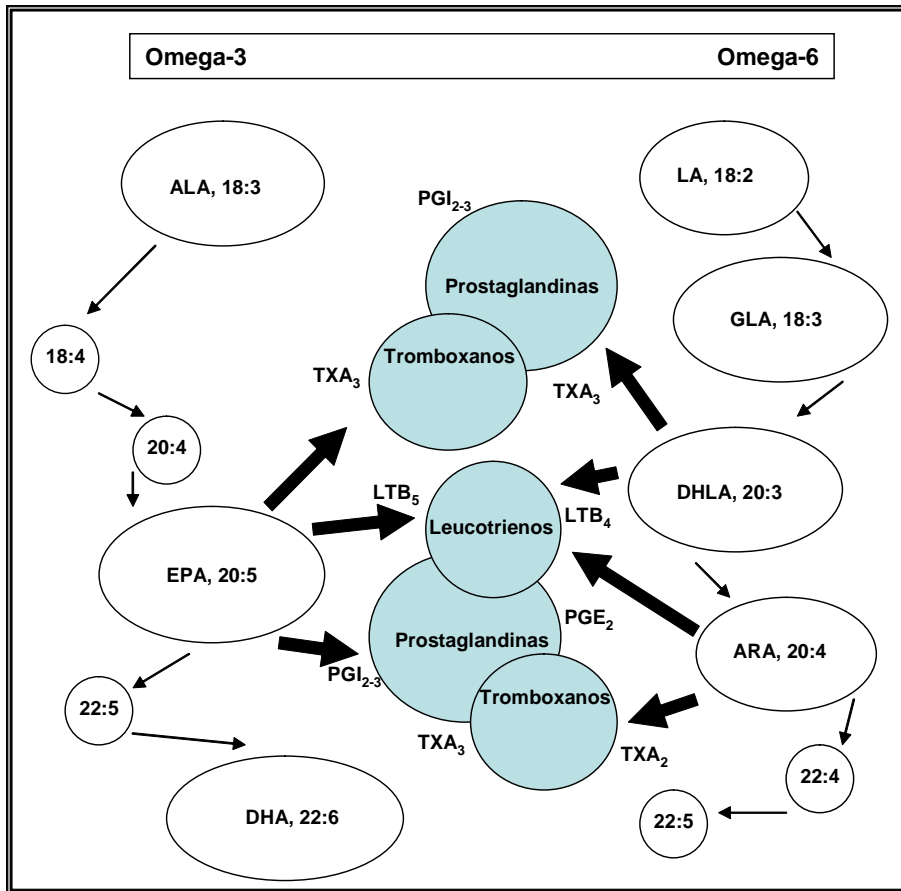 Omega-3 Omega-6
ALA, 18:3
LA, 18:2
PGI₂₋₃
Prostaglandinas
GLA, 18:3
18:4
Tromboxanos
TXA₃
TXA₃
20:4
DHLA, 20:3
LTB₅
LTB₄
Leucotrienos
EPA, 20:5
PGE₂
Prostaglandinas
ARA, 20:4
PGI₂₋₃
Tromboxanos
22:5
TXA₃
TXA₂
22:4
DHA, 22:6
22:5